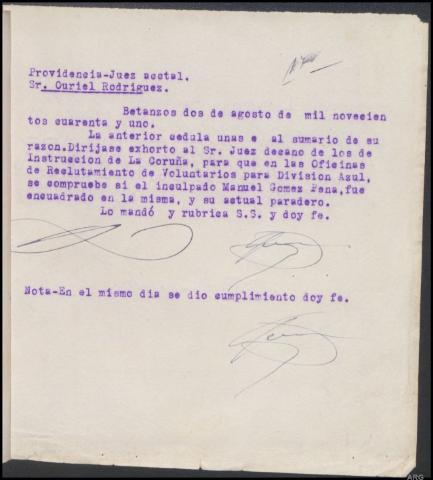 Providencia-Juez acctal.
Sr. Ouriel Rodriguez.
Betanzos dos de agosto de mil novecien
tos cuarenta y uno.
La anterior cedula unas e al sumario de su
razon.Dirijase exhorto al Sr. Juez decano de los de
Instruccion de La Coruña, para que en las Oficinas
de Reclutamiento de Voluntarios para Division Azul,
se compruebe si el inculpado Manuel Gomez Pena,fue
encuadrado en la misma, y su actual paradero.
Lo mandó y rubrica S.S. y doy fe.
Nota-En el mismo dia se dio cumplimiento doy fe.
ARG